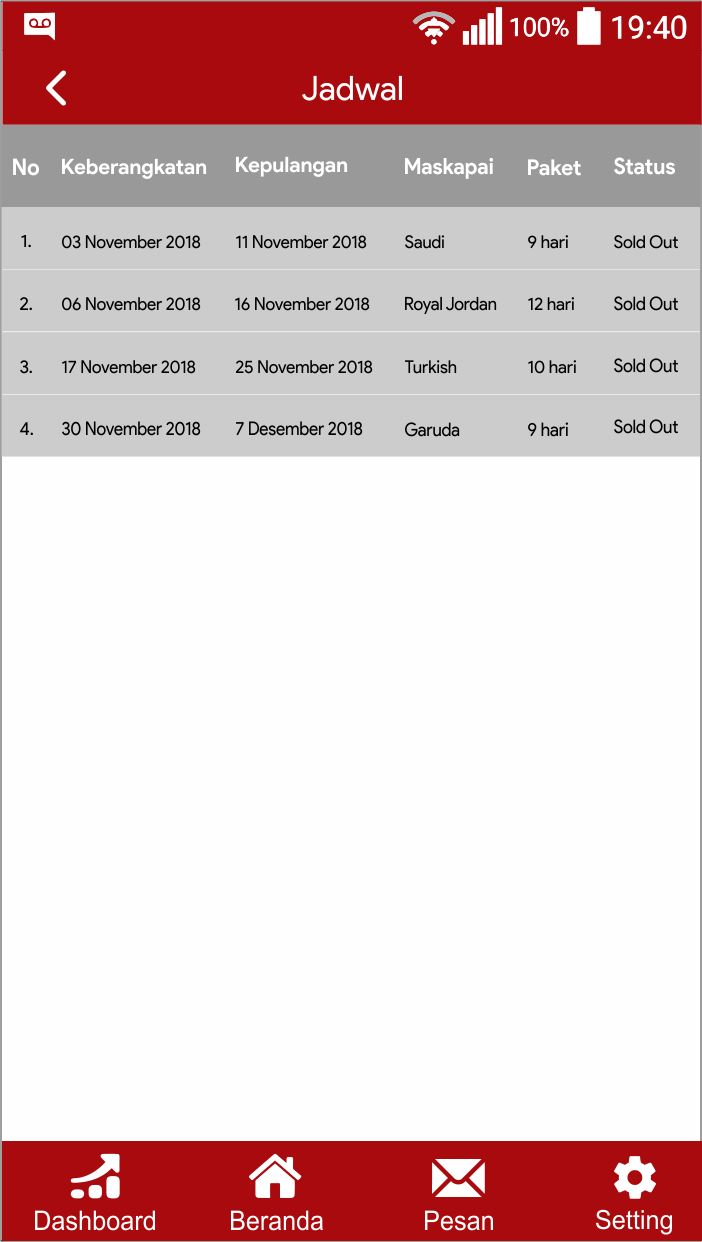 100% 19:40
Jadwal
No Keberangkatan Kepulangan Maskapai Paket Status
1. 03 November 2018 11 November 2018 Saudi 9 hari Sold Out
2. 06 November 2018 16 November 2018 Royal Jordan 12 hari Sold Out
3. 17 November 2018 25 November 2018 Turkish 10 hari Sold Out
4. 30 November 2018 7 Desember 2018 Garuda 9 hari Sold Out
Dashboard Beranda Pesan Setting